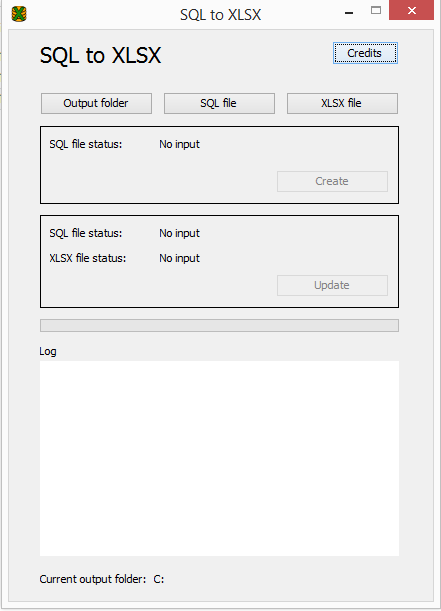 SQL to XLSX
SQL to XLSX
Credits
Output folder
SQL file
XLSX file
SQL file status: No input
Create
SQL file status: No input
XLSX file status: No input
Update
Log
Current output folder: C: